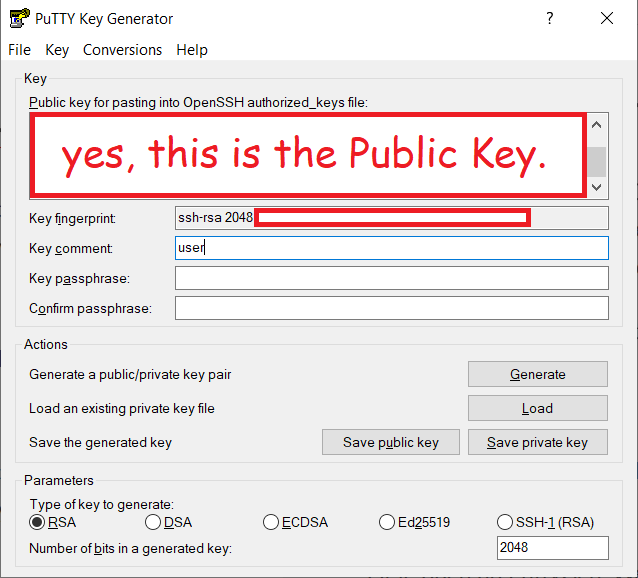 PuTTY Key Generator ?
File Key Conversions Help
Key
Public key for pasting into OpenSSH authorized_keys file:
yes, this is the Public Key.
Key fingerprint: ssh-rsa 2048
Key comment: user
Key passphrase:
Confirm passphrase:
Actions
Generate a public/private key pair Generate
Load an existing private key file Load
Save the generated key Save public key Save private key
Parameters
Type of key to generate:
RSA DSA ECDSA Ed25519 SSH-1 (RSA)
Number of bits in a generated key: 2048